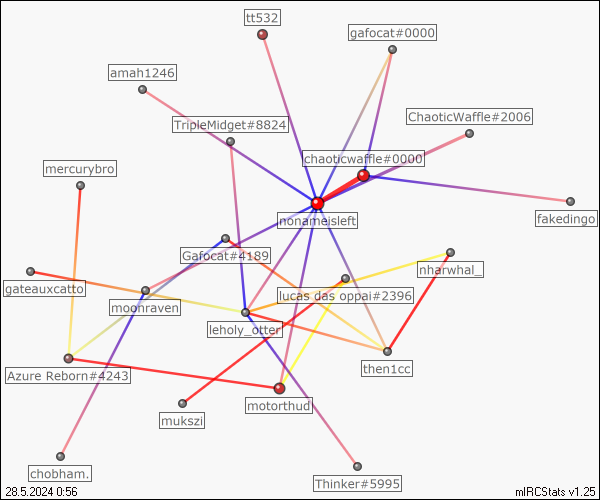 tt532
gafocat#0000
amah1246
ChaoticWaffle#2006
TripleMidget#8824
chaoticwaffle#0000
mercurybro
nonameisleft
fakedingo
Gafocat#4189
nharwhal_
gateauxcatto
lucas das oppai#2396
moonraven
leholy_otter
then1cc
Azure Reborn#4243
motorthud
mukszi
chobham.
Thinker#5995
28.5.2024 0:56
mIRCStats v1.25